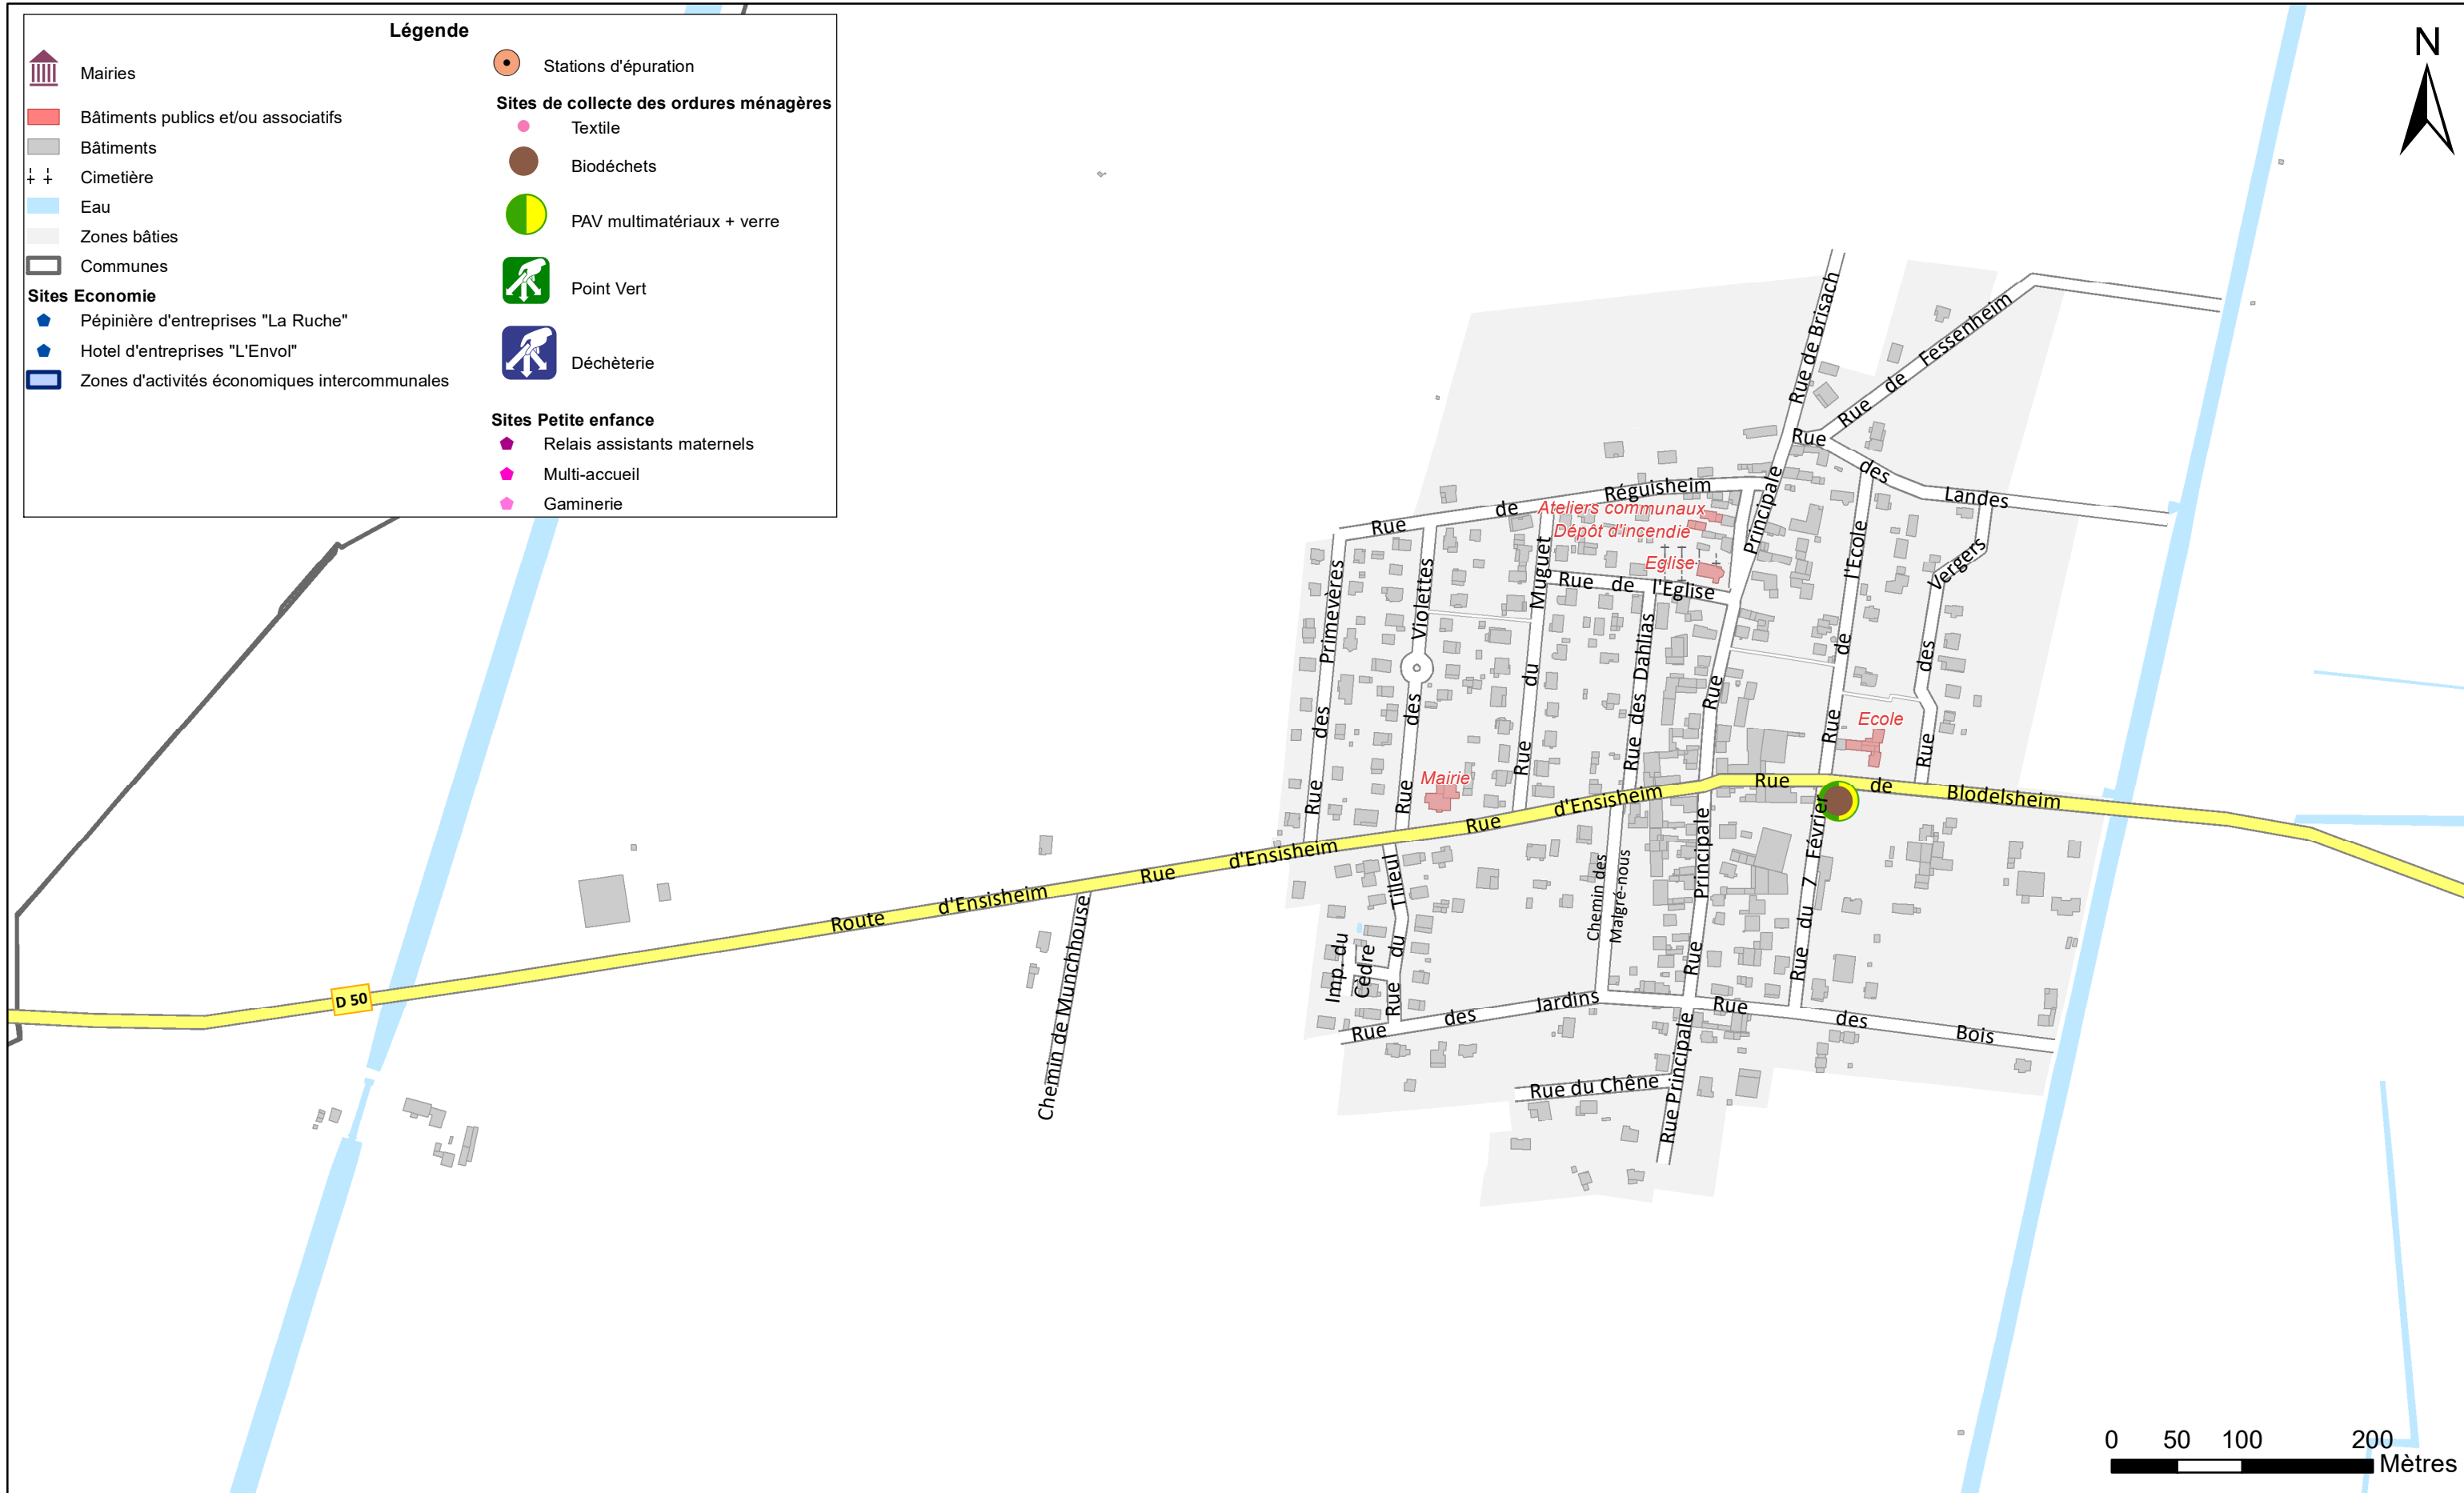 Légende
Mairies
Bâtiments publics et/ou associatifs
Bâtiments
Cimetière
Eau
Zones bâties
Communes
Sites Economie
Pépinière d'entreprises "La Ruche"
Hotel d'entreprises "L'Envol"
Zones d'activités économiques intercommunales
Stations d'épuration
Sites de collecte des ordures ménagères
Textile
Biodéchets
PAV multimatériaux + verre
Point Vert
Déchèterie
Sites Petite enfance
Relais assistants maternels
Multi-accueil
Gaminerie
N
Rue de Brisach
Rue de Fessenheim
Rue des Landes
Rue de Réguisheim
Ateliers communaux
Dépôt d'incendie
Eglise
Rue de l'Eglise
Rue Principale
Rue de l'Ecole
Rue des Vergers
Rue des Primevères
Rue des Violettes
Rue du Muguet
Rue des Dahlias
Ecole
Mairie
Rue de Blodelsheim
Rue d'Ensisheim
Rue d'Ensisheim
Route d'Ensisheim
D 50
Chemin de Munchhouse
Rue du Tilleul
Imp. du
Cèdre
Chemin des
Malgré-nous
Rue Principale
Rue du 7 Février
Rue des Jardins
Rue des Bois
Rue du Chêne
Rue Principale
0 50 100 200
Mètres